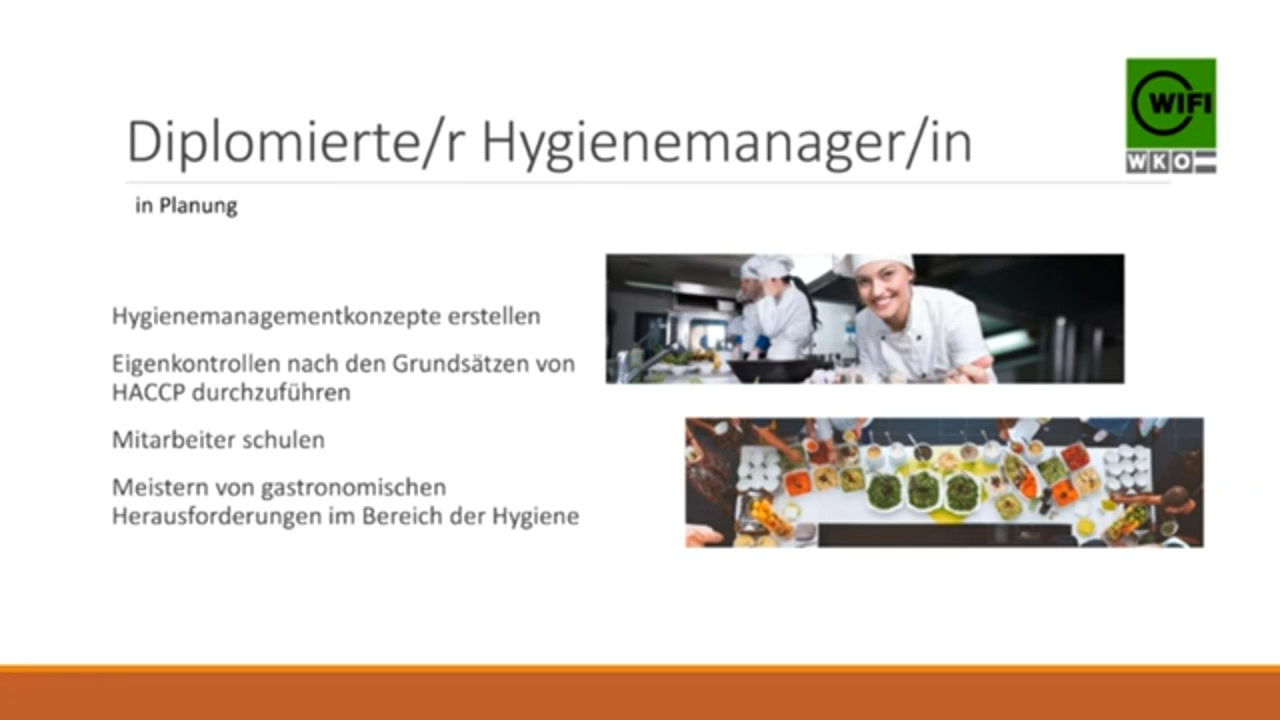 Diplomierte/r Hygienemanager/in
WIFI
WKO
in Planung
Hygienemanagementkonzepte erstellen
Eigenkontrollen nach den Grundsätzen von
HACCP durchzuführen
Mitarbeiter schulen
Meistern von gastronomischen
Herausforderungen im Bereich der Hygiene